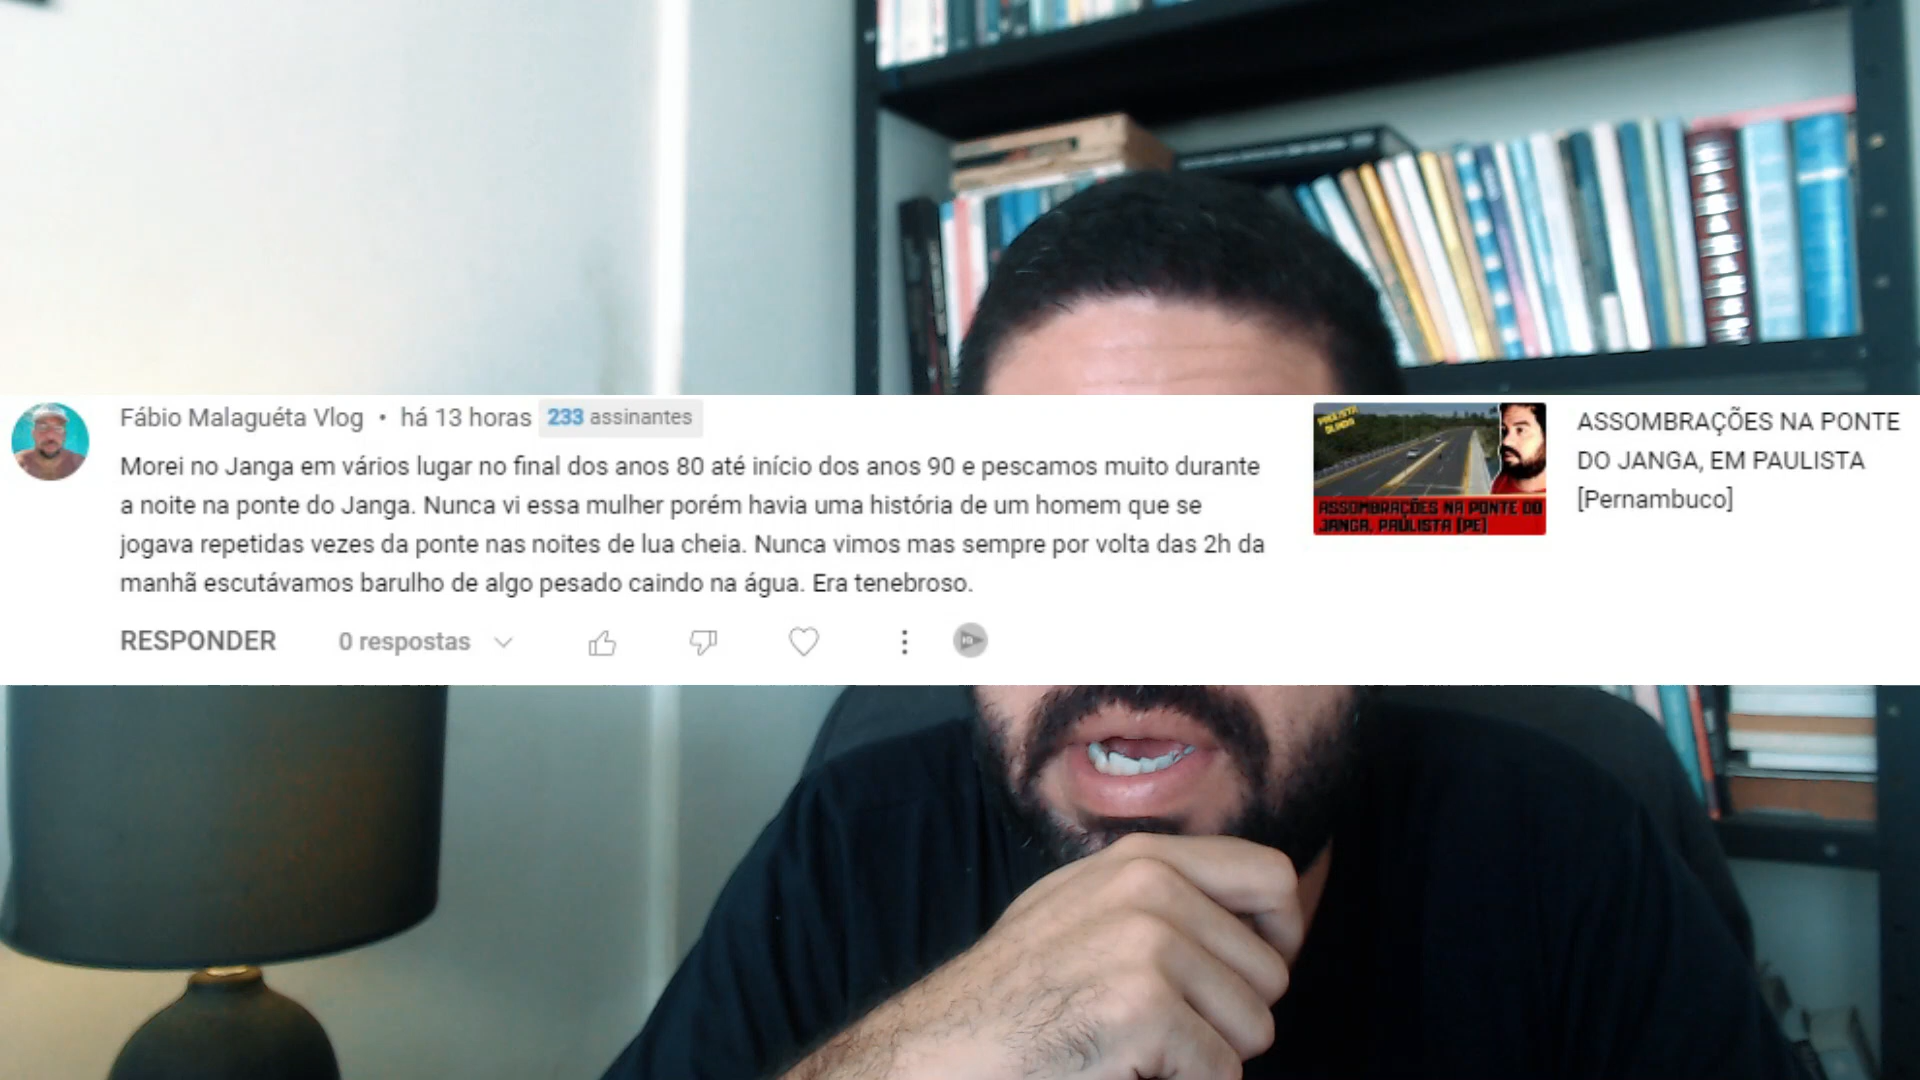 Fábio Malaguéta Vlog • há 13 horas 233 assinantes
Morei no Janga em vários lugar no final dos anos 80 até início dos anos 90 e pescamos muito durante
a noite na ponte do Janga. Nunca vi essa mulher porém havia uma história de um homem que se
jogava repetidas vezes da ponte nas noites de lua cheia. Nunca vimos mas sempre por volta das 2h da
manhã escutávamos barulho de algo pesado caindo na água. Era tenebroso.
RESPONDER 0 respostas
PAULISTA
OLINDA
ASSOMBRAÇÕES NA PONTE DO
JANGA, PAULISTA [PE]
ASSOMBRAÇÕES NA PONTE
DO JANGA, EM PAULISTA
[Pernambuco]